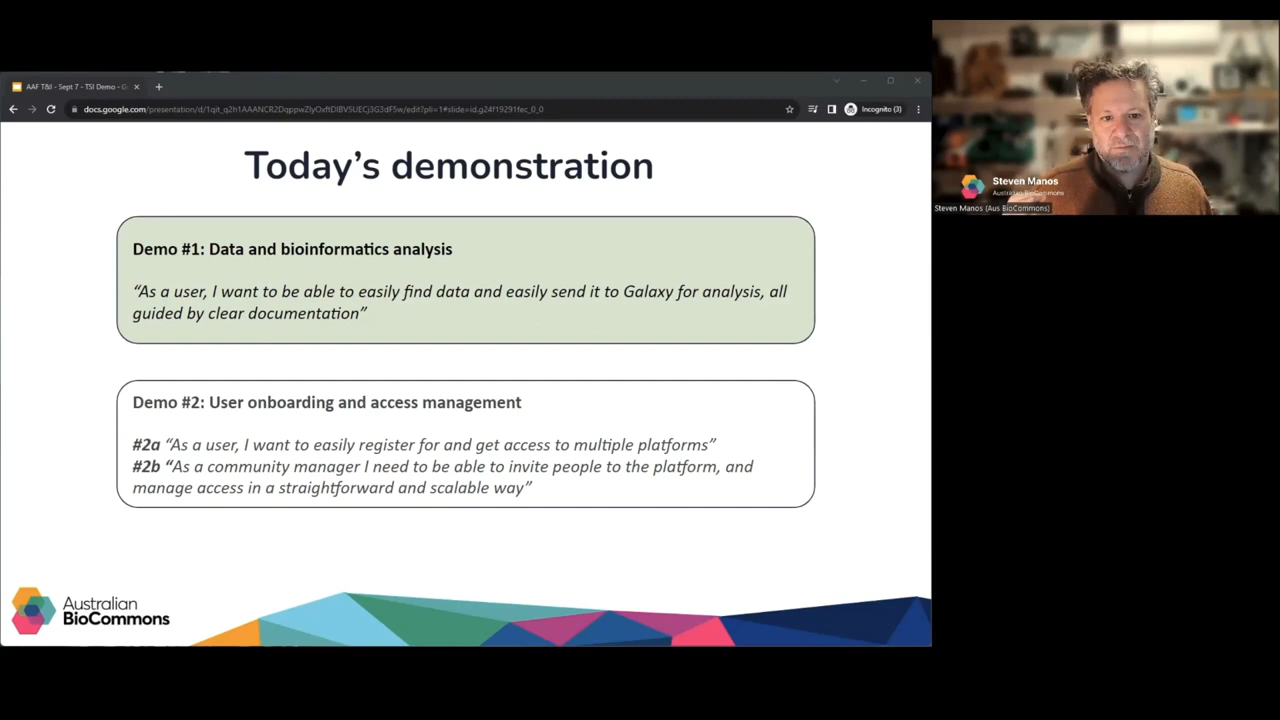 AAF T&I - Sept 7 - TSI Demo - G
docs.google.com/presentation/d/1qit_q2h1AAANCR2DqppwZlyOxftDIBV5UECj3G3dF5w/edit?pli=1#slide=id.g24f19291fec_0_0
Incognito (3)
Today's demonstration
Demo #1: Data and bioinformatics analysis
“As a user, I want to be able to easily find data and easily send it to Galaxy for analysis, all
guided by clear documentation”
Demo #2: User onboarding and access management
#2a “As a user, I want to easily register for and get access to multiple platforms”
#2b “As a community manager I need to be able to invite people to the platform, and
manage access in a straightforward and scalable way”
Australian
BioCommons
Steven Manos
Australian BioCommons
Steven Manos (Aus BioCommons)